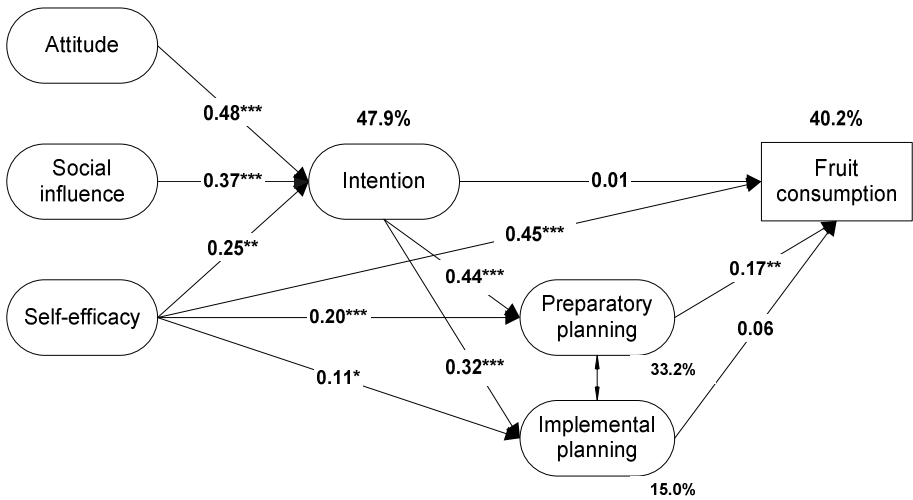 Attitude
0.48***
47.9%
40.2%
Social
influence
0.37***
Intention
0.01
Fruit
consumption
0.25**
0.45***
0.44***
0.17**
Self-efficacy
0.20***
Preparatory
planning
0.06
0.11*
0.32***
33.2%
Implemental
planning
15.0%